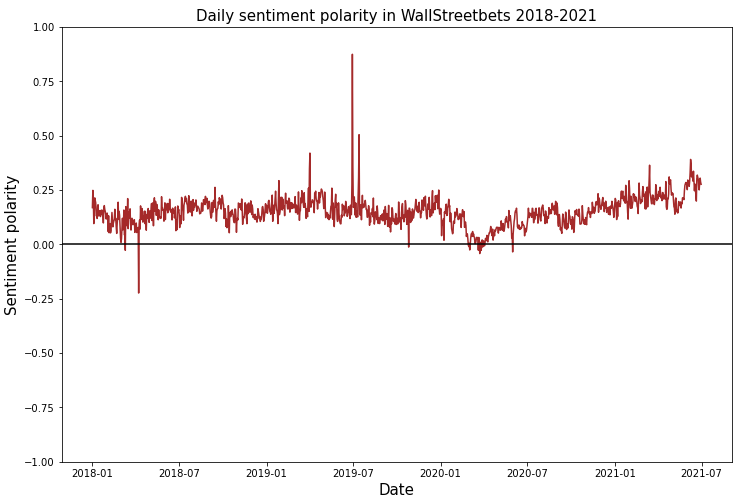 Daily sentiment polarity in WallStreetbets 2018-2021
1.00
0.75
0.50
0.25
0.00
−0.25
−0.50
−0.75
−1.00
Sentiment polarity
2018-01 2018-07 2019-01 2019-07 2020-01 2020-07 2021-01 2021-07
Date